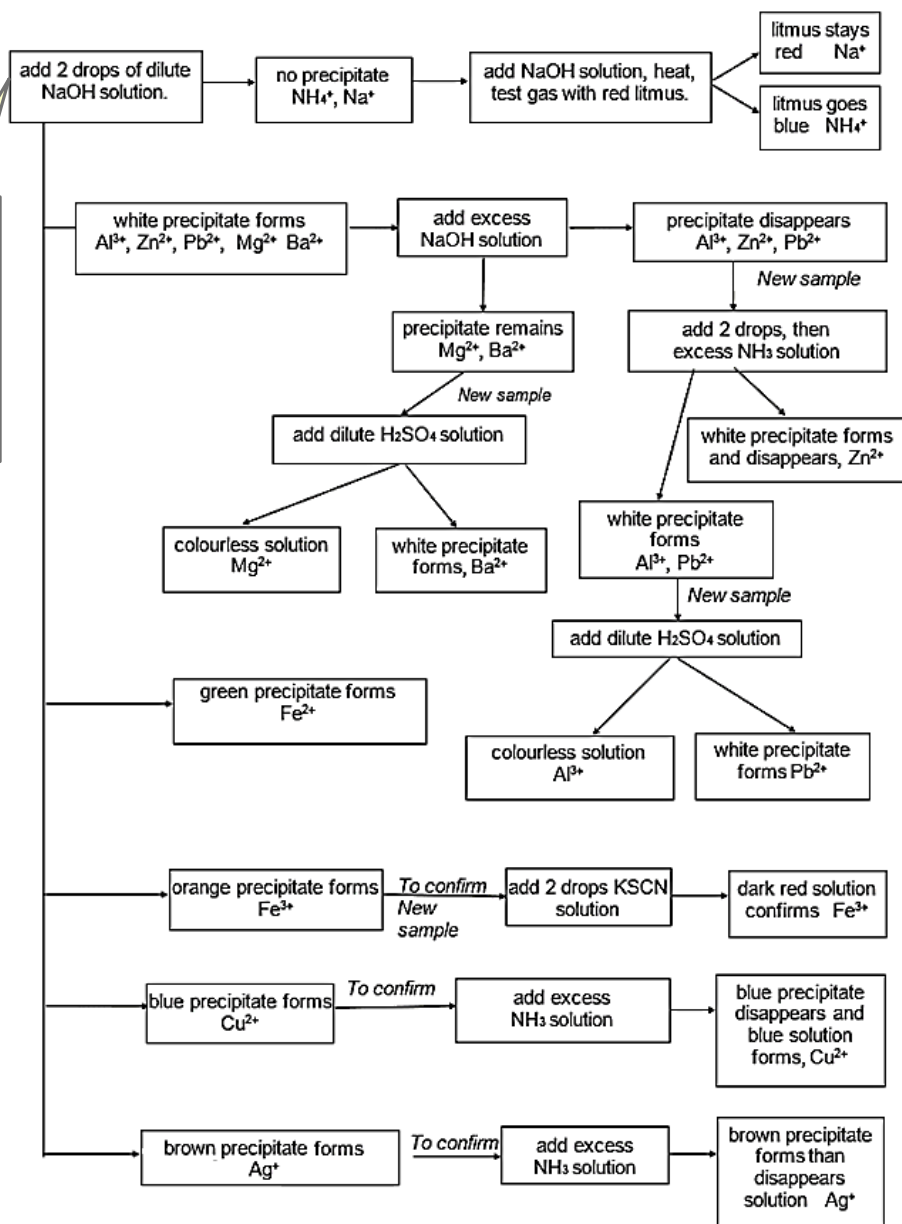 add 2 drops of dilute
NaOH solution.
no precipitate
NH₄⁺, Na⁺
add NaOH solution, heat,
test gas with red litmus.
litmus stays
red Na⁺
litmus goes
blue NH₄⁺
white precipitate forms
Al³⁺, Zn²⁺, Pb²⁺, Mg²⁺ Ba²⁺
add excess
NaOH solution
precipitate disappears
Al³⁺, Zn²⁺, Pb²⁺
New sample
precipitate remains
Mg²⁺, Ba²⁺
New sample
add 2 drops, then
excess NH₃ solution
add dilute H₂SO₄ solution
white precipitate forms
and disappears, Zn²⁺
colourless solution
Mg²⁺
white precipitate
forms, Ba²⁺
white precipitate
forms
Al³⁺, Pb²⁺
New sample
add dilute H₂SO₄ solution
green precipitate forms
Fe²⁺
colourless solution
Al³⁺
white precipitate
forms Pb²⁺
orange precipitate forms
Fe³⁺
To confirm
New
sample
add 2 drops KSCN
solution
dark red solution
confirms Fe³⁺
blue precipitate forms
Cu²⁺
To confirm
add excess
NH₃ solution
blue precipitate
disappears and
blue solution
forms, Cu²⁺
brown precipitate forms
Ag⁺
To confirm
add excess
NH₃ solution
brown precipitate
forms than
disappears
solution Ag⁺